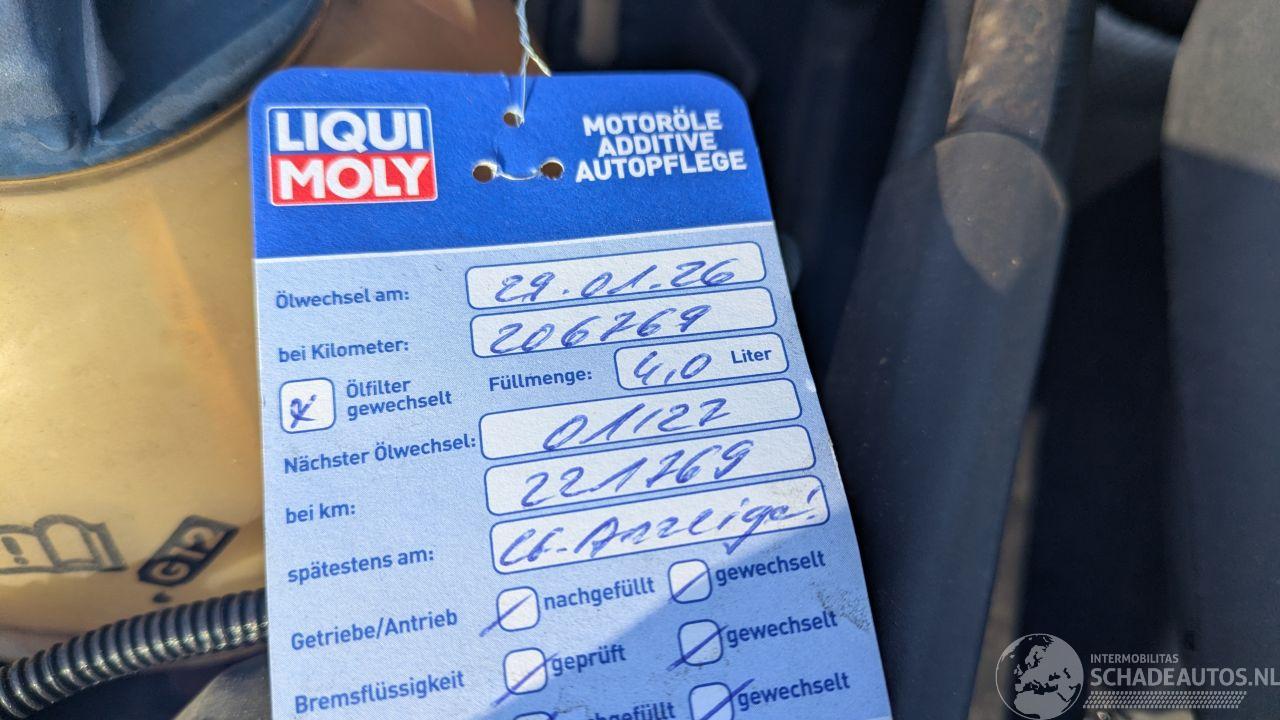 LIQUI
MOLY
MOTORÖLE
ADDITIVE
AUTOPFLEGE
Ölwechsel am: 29.01.26
bei Kilometer: 206769
Ölfilter
gewechselt
Füllmenge: 4,0 Liter
Nächster Ölwechsel: 01/27
bei km: 221769
spätestens am: -Anzeige!
Getriebe/Antrieb nachgefüllt gewechselt
Bremsflüssigkeit geprüft gewechselt
nachgefüllt gewechselt
G12
INTERMOBILITAS
SCHADEAUTOS.NL